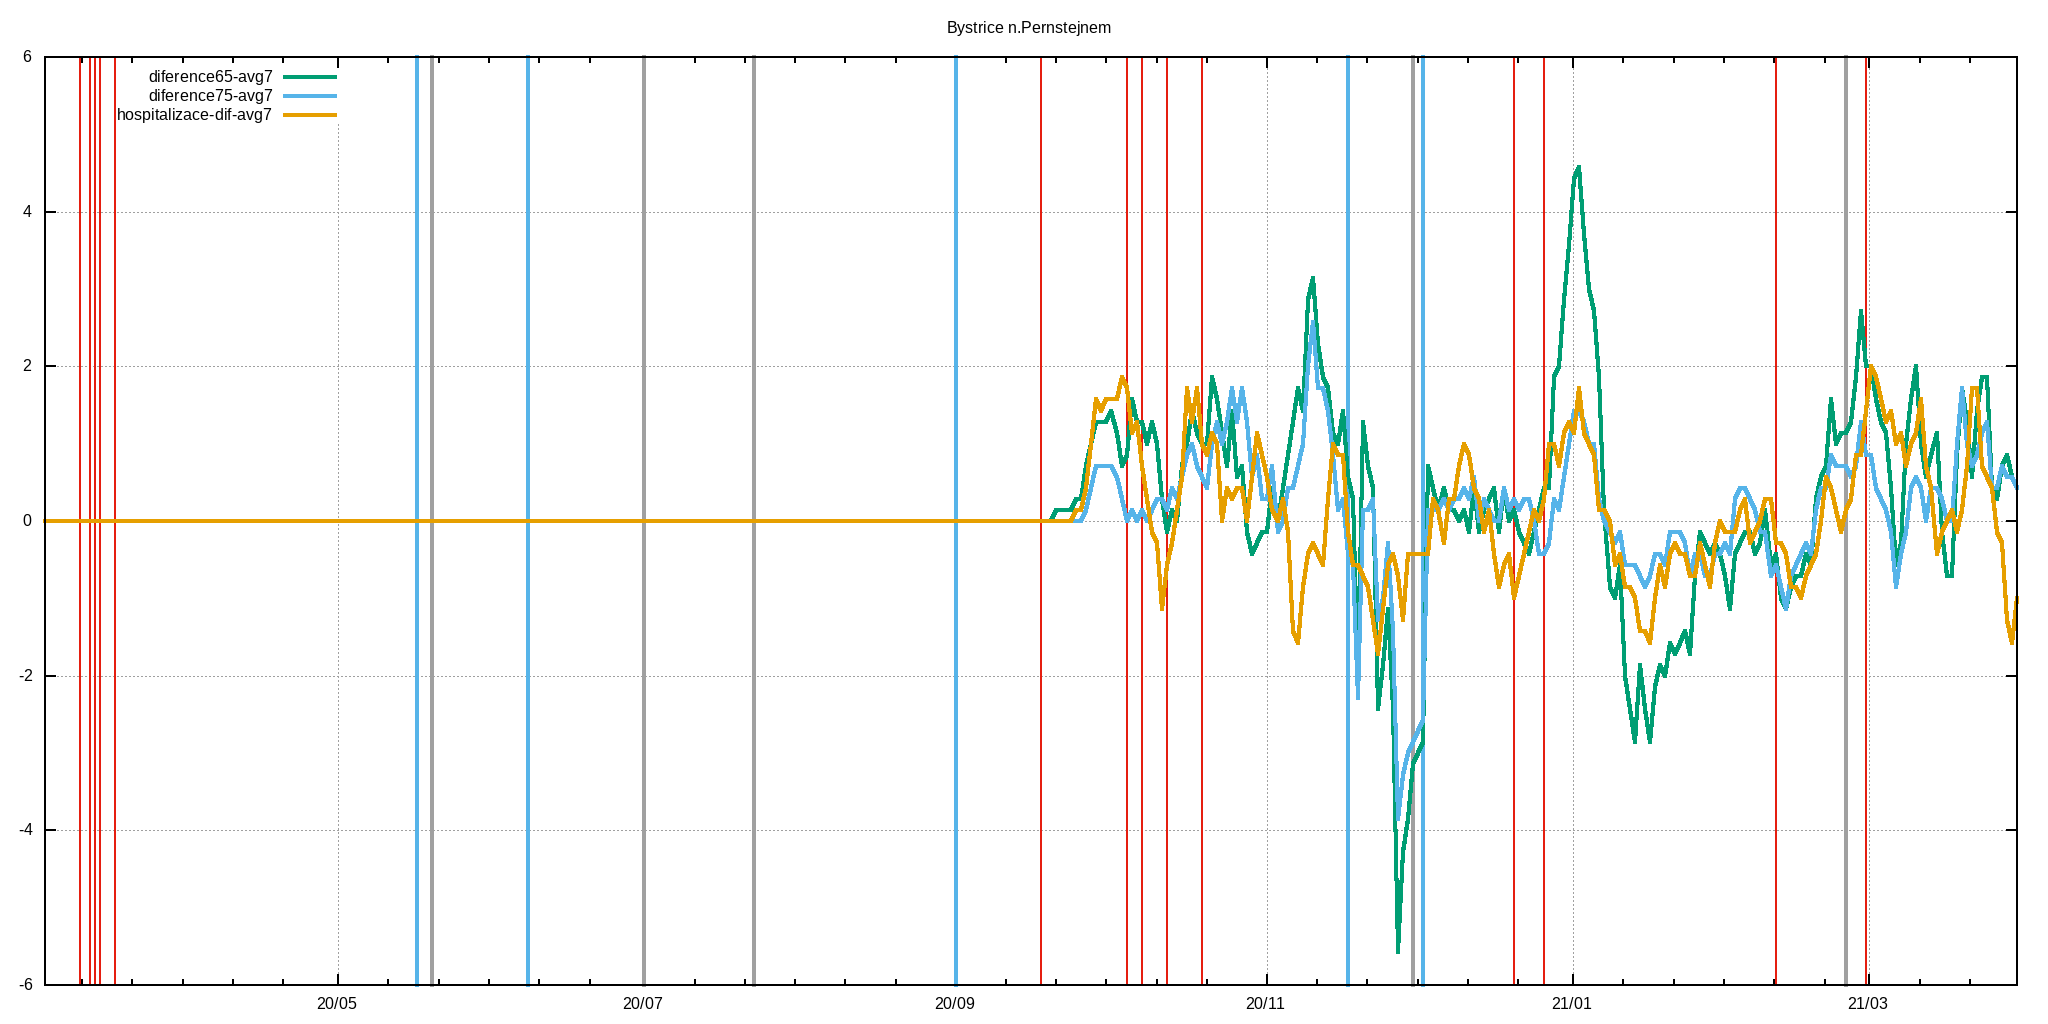 Bystrice n.Pernstejnem
6
diference65-avg7
diference75-avg7
hospitalizace-dif-avg7
4
2
0
-2
-4
-6
20/05 20/07 20/09 20/11 21/01 21/03